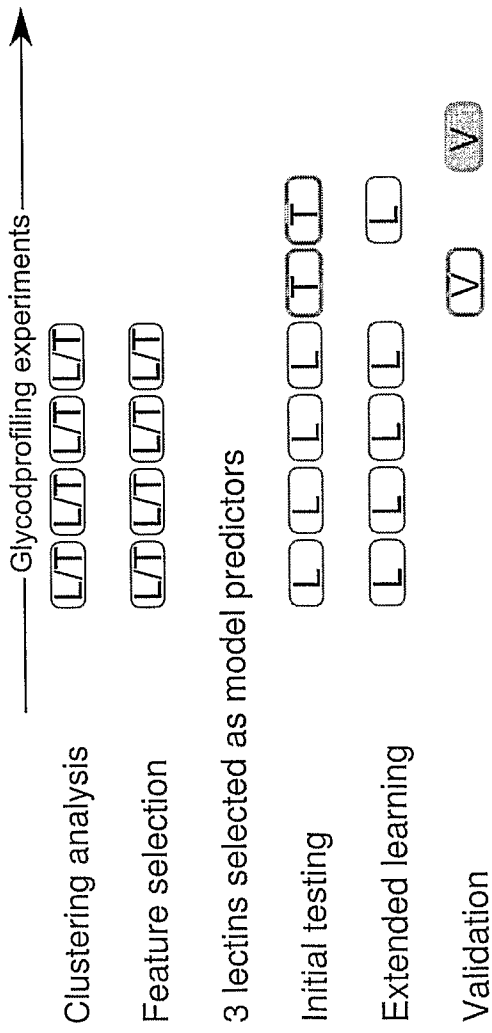 Glycodprofiling experiments
Clustering analysis L/T L/T L/T L/T
Feature selection L/T L/T L/T L/T
3 lectins selected as model predictors
Initial testing L L L L T T
Extended learning L L L L L
Validation V V